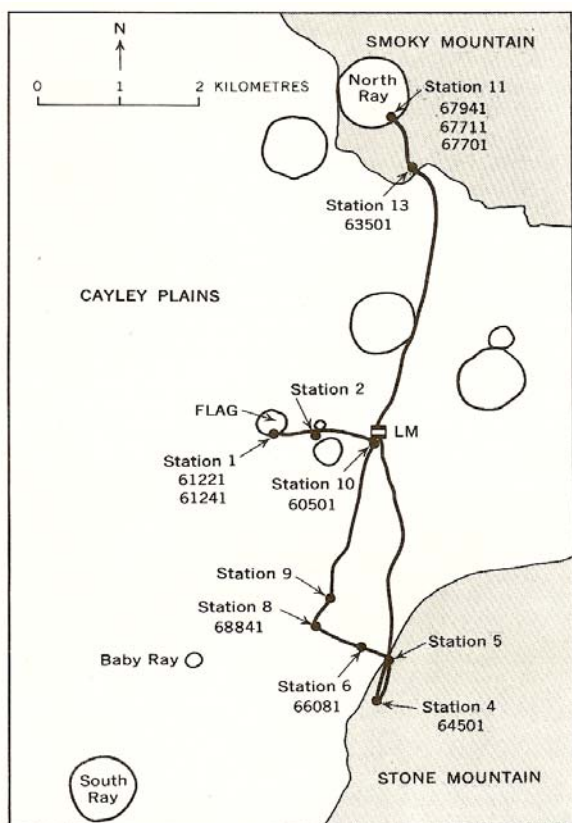 SMOKY MOUNTAIN
N
0 1 2 KILOMETRES
North
Ray
Station 11
67941
67711
67701
Station 13
63501
CAYLEY PLAINS
Station 2
FLAG
LM
Station 1
61221
61241
Station 10
60501
Station 9
Station 8
68841
Station 5
Baby Ray
Station 6
66081
Station 4
64501
South
Ray
STONE MOUNTAIN